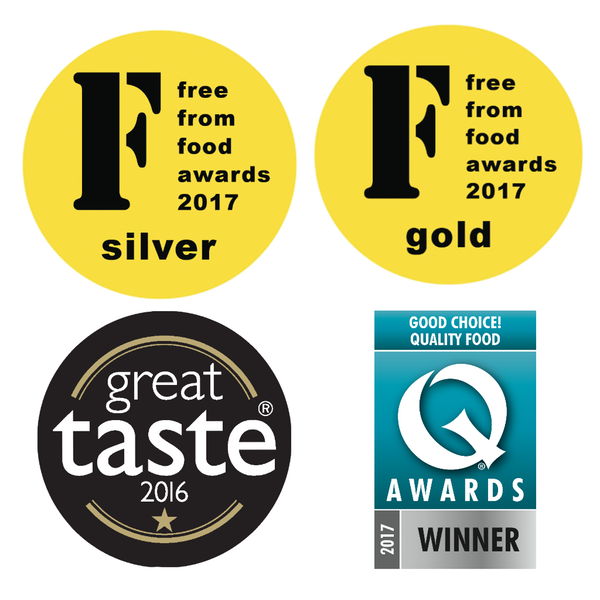 F
free
from
food
awards
2017
silver
F
free
from
food
awards
2017
gold
great
taste®
2016
GOOD CHOICE!
QUALITY FOOD
Q®
AWARDS
2017
WINNER